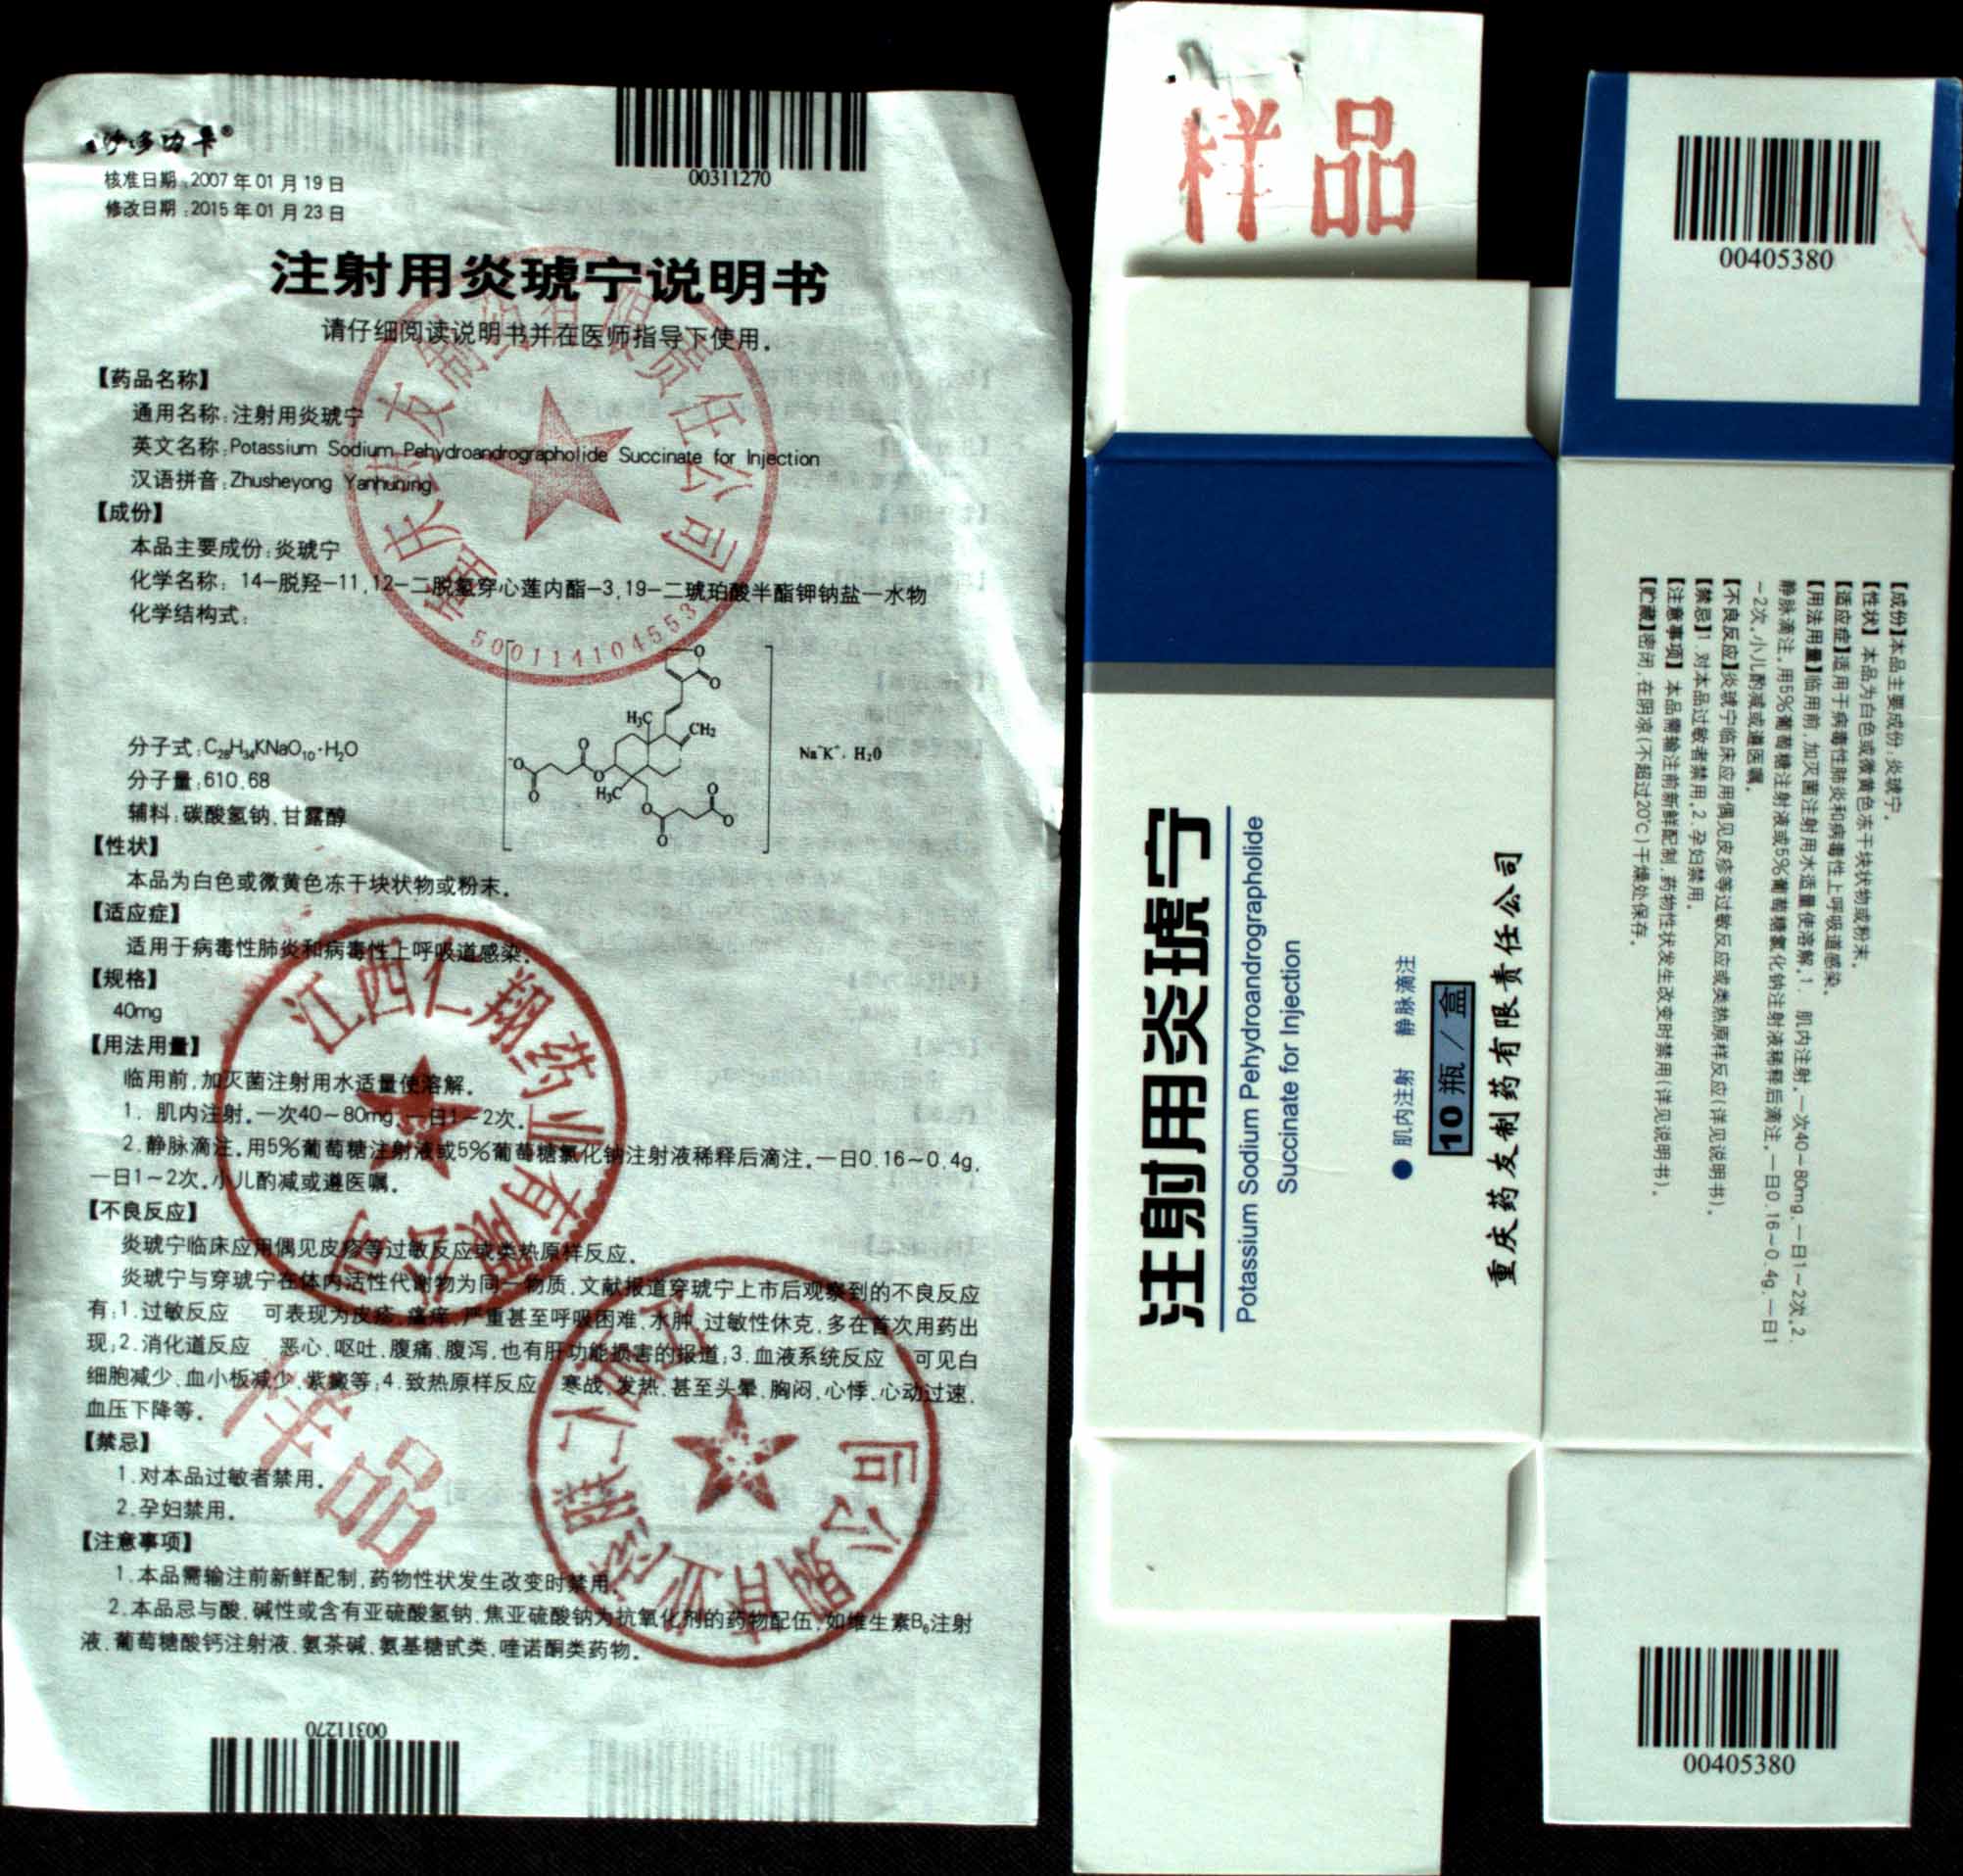 00311270
核准日期:2007年01月19日
修改日期:2015年01月23日
注射用炎琥宁说明书
请仔细阅读说明书并在医师指导下使用。
【药品名称】
通用名称:注射用炎琥宁
英文名称:Potassium Sodium Pehydroandrographolide Succinate for Injection
汉语拼音:Zhusheyong Yanhuning
【成份】
本品主要成份:炎琥宁
化学名称: 14-脱羟-11,12-二脱氢穿心莲内酯-3,19-二琥珀酸半酯钾钠盐一水物
化学结构式:
H₃C
CH₂
H₃C
Na⁺K⁺·H₂O
分子式:C₂₈H₃₄KNaO₁₀·H₂O
分子量:610.68
辅料:碳酸氢钠、甘露醇
【性状】
本品为白色或微黄色冻干块状物或粉末。
【适应症】
适用于病毒性肺炎和病毒性上呼吸道感染。
【规格】
40mg
【用法用量】
临用前,加灭菌注射用水适量使溶解。
1. 肌内注射。一次40~80mg,一日1~2次。
2.静脉滴注。用5%葡萄糖注射液或5%葡萄糖氯化钠注射液稀释后滴注。一日0.16~0.4g,
一日1~2次。小儿酌减或遵医嘱。
【不良反应】
炎琥宁临床应用偶见皮疹等过敏反应或类热原样反应。
炎琥宁与穿琥宁在体内活性代谢物为同一物质,文献报道穿琥宁上市后观察到的不良反应
有:1.过敏反应 可表现为皮疹、瘙痒,严重甚至呼吸困难、水肿、过敏性休克,多在首次用药出
现;2.消化道反应 恶心、呕吐、腹痛、腹泻,也有肝功能损害的报道;3.血液系统反应 可见白
细胞减少、血小板减少、紫癜等;4.致热原样反应 寒战、发热、甚至头晕、胸闷、心悸、心动过速、
血压下降等。
【禁忌】
1.对本品过敏者禁用。
2.孕妇禁用。
【注意事项】
1.本品需输注前新鲜配制,药物性状发生改变时禁用。
2.本品忌与酸、碱性或含有亚硫酸氢钠、焦亚硫酸钠为抗氧化剂的药物配伍,如维生素B₆注射
液、葡萄糖酸钙注射液、氨茶碱、氨基糖甙类、喹诺酮类药物。
00311270
重庆药友制药有限责任公司
5001141045553
江西仁翔药业有限公司
江西仁翔药业有限公司
样品
样品
注射用炎琥宁
Potassium Sodium Pehydroandrographolide
Succinate for Injection
● 肌内注射 静脉滴注
10瓶/盒
重庆药友制药有限责任公司
00405380
【成份】本品主要成份:炎琥宁。
【性状】本品为白色或微黄色冻干块状物或粉末。
【适应症】适用于病毒性肺炎和病毒性上呼吸道感染。
【用法用量】临用前,加灭菌注射用水适量使溶解。1. 肌内注射。一次40~80mg,一日1~2次。2.
静脉滴注。用5%葡萄糖注射液或5%葡萄糖氯化钠注射液稀释后滴注。一日0.16~0.4g,一日1
~2次。小儿酌减或遵医嘱。
【不良反应】炎琥宁临床应用偶见皮疹等过敏反应或类热原样反应(详见说明书)。
【禁忌】1.对本品过敏者禁用。2.孕妇禁用。
【注意事项】本品需输注前新鲜配制,药物性状发生改变时禁用(详见说明书)。
【贮藏】密闭,在阴凉(不超过20℃)干燥处保存。
00405380